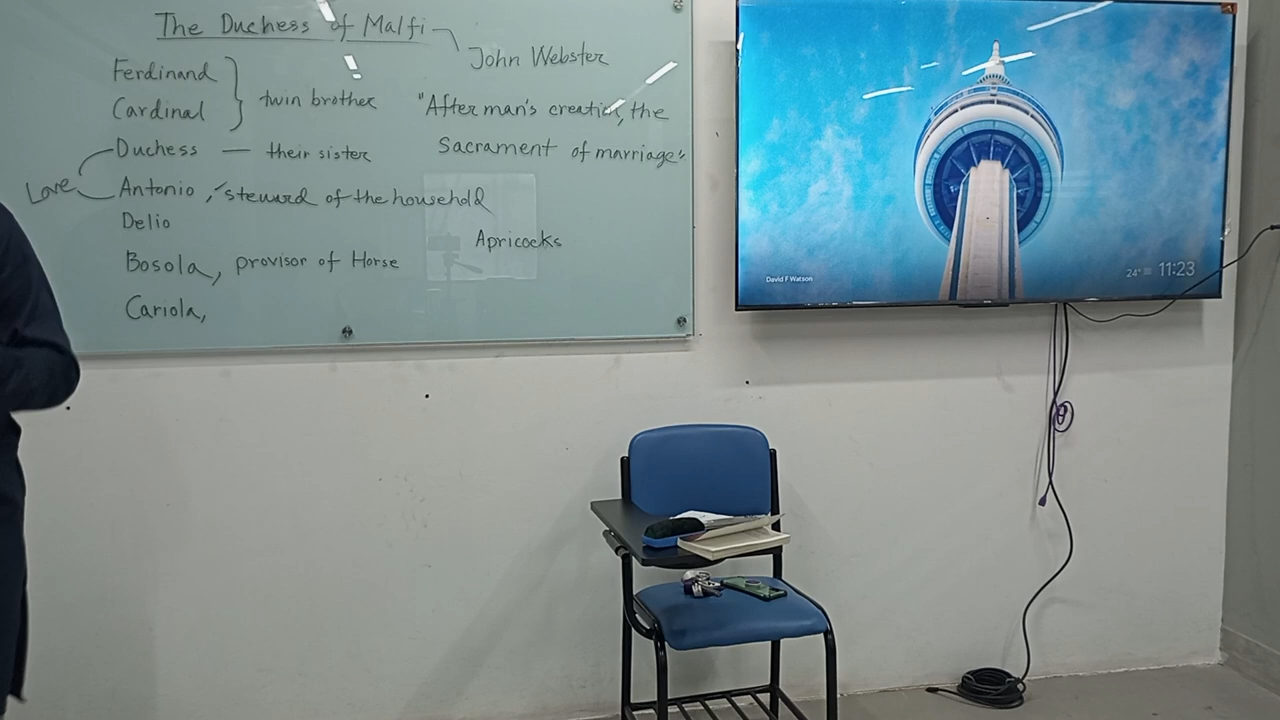 The Duchess of Malfi
John Webster
Ferdinand
Cardinal
twin brother
"After man's creation, the
Sacrament of marriage"
Duchess — their sister
Love
Antonio, steward of the household
Delio
Apricocks
Bosola, provisor of Horse
Cariola,
David F Watson
24° 11:23